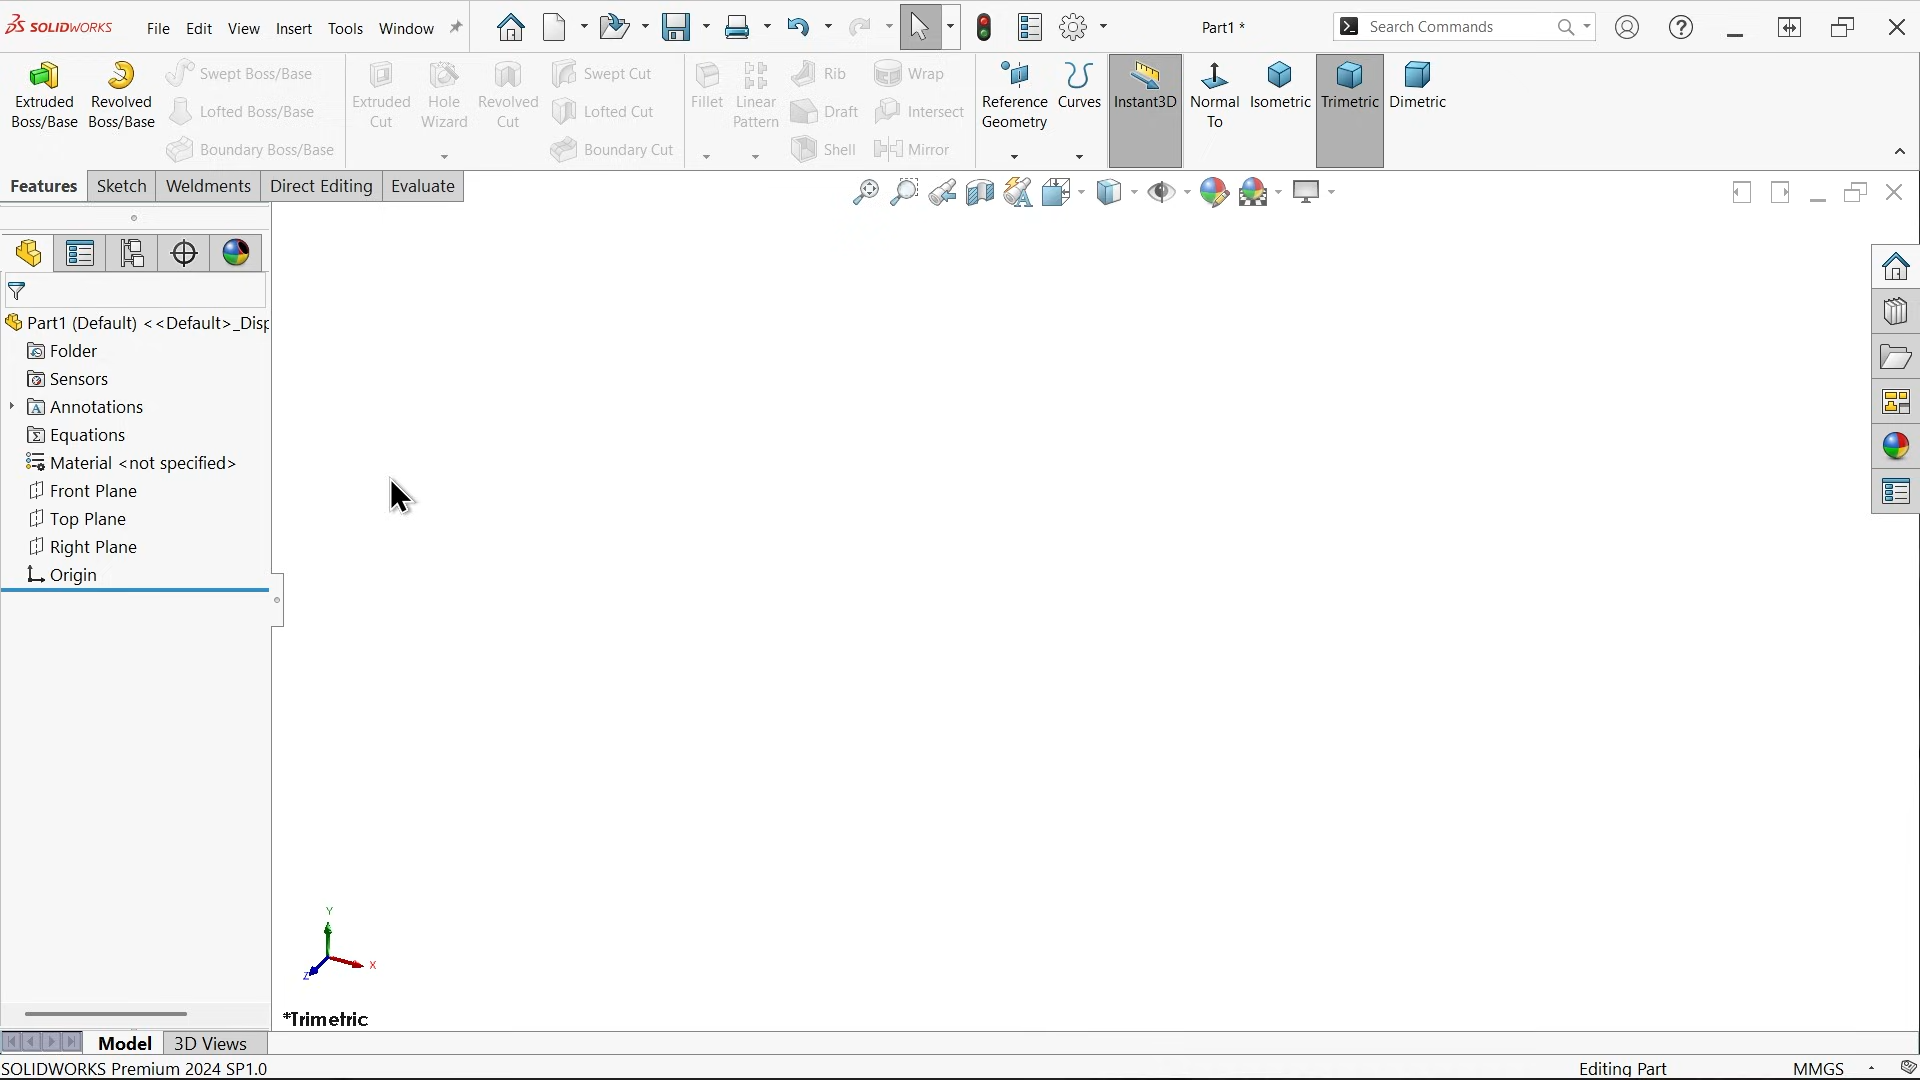 SOLIDWORKS File Edit View Insert Tools Window Part1 * Search Commands
Extruded Boss/Base
Revolved Boss/Base
Swept Boss/Base
Lofted Boss/Base
Boundary Boss/Base
Extruded Cut
Hole Wizard
Revolved Cut
Swept Cut
Lofted Cut
Boundary Cut
Fillet
Linear Pattern
Rib
Draft
Shell
Wrap
Intersect
Mirror
Reference Geometry
Curves
Instant3D
Normal To
Isometric
Trimetric
Dimetric
Features Sketch Weldments Direct Editing Evaluate
Part1 (Default) <<Default>_Disp
Folder
Sensors
Annotations
Equations
Material <not specified>
Front Plane
Top Plane
Right Plane
Origin
Y
X
Z
*Trimetric
Model 3D Views
SOLIDWORKS Premium 2024 SP1.0 Editing Part MMGS